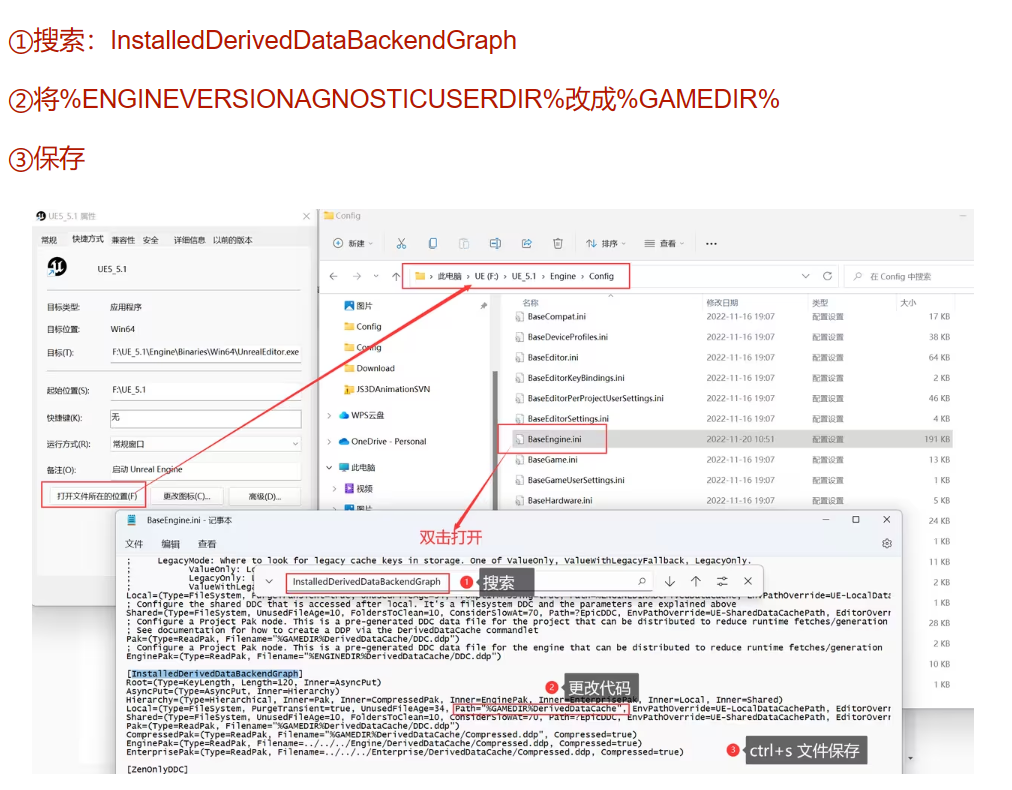 ①搜索：InstalledDerivedDataBackendGraph
②将%ENGINEVERSIONAGNOSTICUSERDIR%改成%GAMEDIR%
③保存
UE5_5.1 属性
常规 快捷方式 兼容性 安全 详细信息 以前的版本
UE5_5.1
目标类型: 应用程序
目标位置: Win64
目标(T): F:\UE_5.1\Engine\Binaries\Win64\UnrealEditor.exe
起始位置(S): F:\UE_5.1
快捷键(K): 无
运行方式(R): 常规窗口
备注(O): 启动 Unreal Engine
打开文件所在的位置(F) 更改图标(C)... 高级(D)...
Config
新建 排序 查看 ...
此电脑 › UE (F:) › UE_5.1 › Engine › Config
在 Config 中搜索
图片
Config
Config
Download
JS3DAnimationSVN
WPS云盘
OneDrive - Personal
此电脑
视频
图片
名称 修改日期 类型 大小
BaseCompat.ini 2022-11-16 19:07 配置设置 17 KB
BaseDeviceProfiles.ini 2022-11-16 19:07 配置设置 38 KB
BaseEditor.ini 2022-11-16 19:07 配置设置 64 KB
BaseEditorKeyBindings.ini 2022-11-16 19:07 配置设置 2 KB
BaseEditorPerProjectUserSettings.ini 2022-11-16 19:07 配置设置 46 KB
BaseEditorSettings.ini 2022-11-16 19:07 配置设置 4 KB
BaseEngine.ini 2022-11-20 10:51 配置设置 191 KB
BaseGame.ini 2022-11-16 19:07 配置设置 13 KB
BaseGameUserSettings.ini 2022-11-16 19:07 配置设置 1 KB
BaseHardware.ini 2022-11-16 19:07 配置设置 5 KB
24 KB
1 KB
11 KB
2 KB
1 KB
28 KB
2 KB
10 KB
1 KB
双击打开
BaseEngine.ini - 记事本
文件 编辑 查看
; LegacyMode: Where to look for legacy cache keys in storage. One of ValueOnly, ValueWithLegacyFallback, LegacyOnly.
; ValueOnly: Lo
InstalledDerivedDataBackendGraph
1 搜索
; LegacyOnly: L
; ValueWithLega
Local=(Type=FileSystem,
EnvPathOverride=UE-LocalData
; Configure the shared DDC that is accessed after local. It's a filesystem DDC and the parameters are explained above
Shared=(Type=FileSystem, UnusedFileAge=10, FoldersToClean=10, ConsiderSlowAt=70, Path=?EpicDDC, EnvPathOverride=UE-SharedDataCachePath, EditorOverr
; Configure a Project Pak node. This is a pre-generated DDC data file for the project that can be distributed to reduce runtime fetches/generation
; See documentation for how to create a DDP via the DerivedDataCache commandlet
Pak=(Type=ReadPak, Filename="%GAMEDIR%DerivedDataCache/DDC.ddp")
; Configure a Project Pak node. This is a pre-generated DDC data file for the engine that can be distributed to reduce runtime fetches/generation
EnginePak=(Type=ReadPak, Filename="%ENGINEDIR%DerivedDataCache/DDC.ddp")
[InstalledDerivedDataBackendGraph]
Root=(Type=KeyLength, Length=120, Inner=AsyncPut)
2 更改代码
AsyncPut=(Type=AsyncPut, Inner=Hierarchy)
Hierarchy=(Type=Hierarchical, Inner=Pak, Inner=CompressedPak, Inner=EnginePak, Inner=EnterprisePak, Inner=Local, Inner=Shared)
Local=(Type=FileSystem, PurgeTransient=true, UnusedFileAge=34, Path="%GAMEDIR%DerivedDataCache", EnvPathOverride=UE-LocalDataCachePath, EditorOverr
Shared=(Type=FileSystem, UnusedFileAge=10, FoldersToClean=10, ConsiderSlowAt=70, Path=?EpicDDC, EnvPathOverride=UE-SharedDataCachePath, EditorOverr
Pak=(Type=ReadPak, Filename="%GAMEDIR%DerivedDataCache/DDC.ddp")
CompressedPak=(Type=ReadPak, Filename="%GAMEDIR%DerivedDataCache/Compressed.ddp", Compressed=true)
EnginePak=(Type=ReadPak, Filename=../../../Engine/DerivedDataCache/Compressed.ddp, Compressed=true)
EnterprisePak=(Type=ReadPak, Filename=../../../Enterprise/DerivedDataCache/Compressed.ddp, Compressed=true)
3 ctrl+s 文件保存
[ZenOnlyDDC]